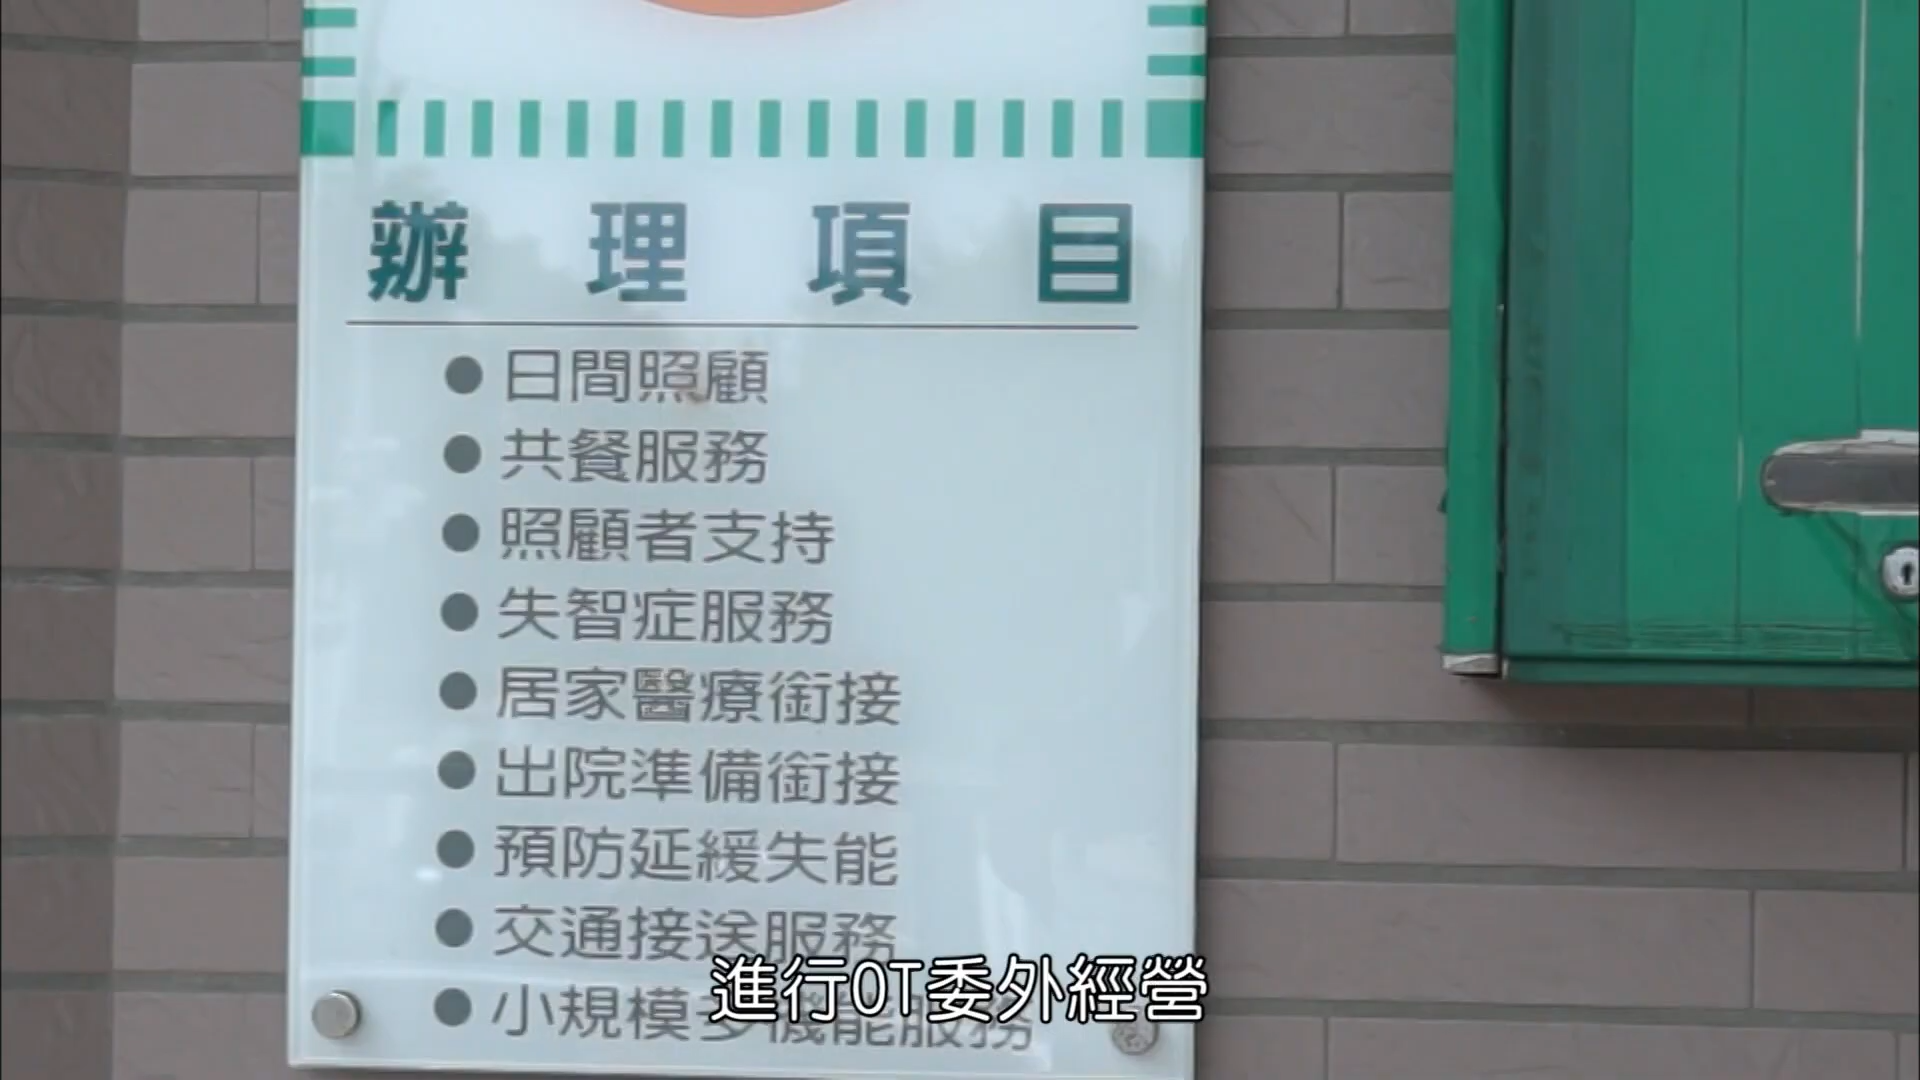 辦理項目
日間照顧
共餐服務
照顧者支持
失智症服務
居家醫療銜接
出院準備銜接
預防延緩失能
交通接送服務
小規模多機能服務
進行OT委外經營